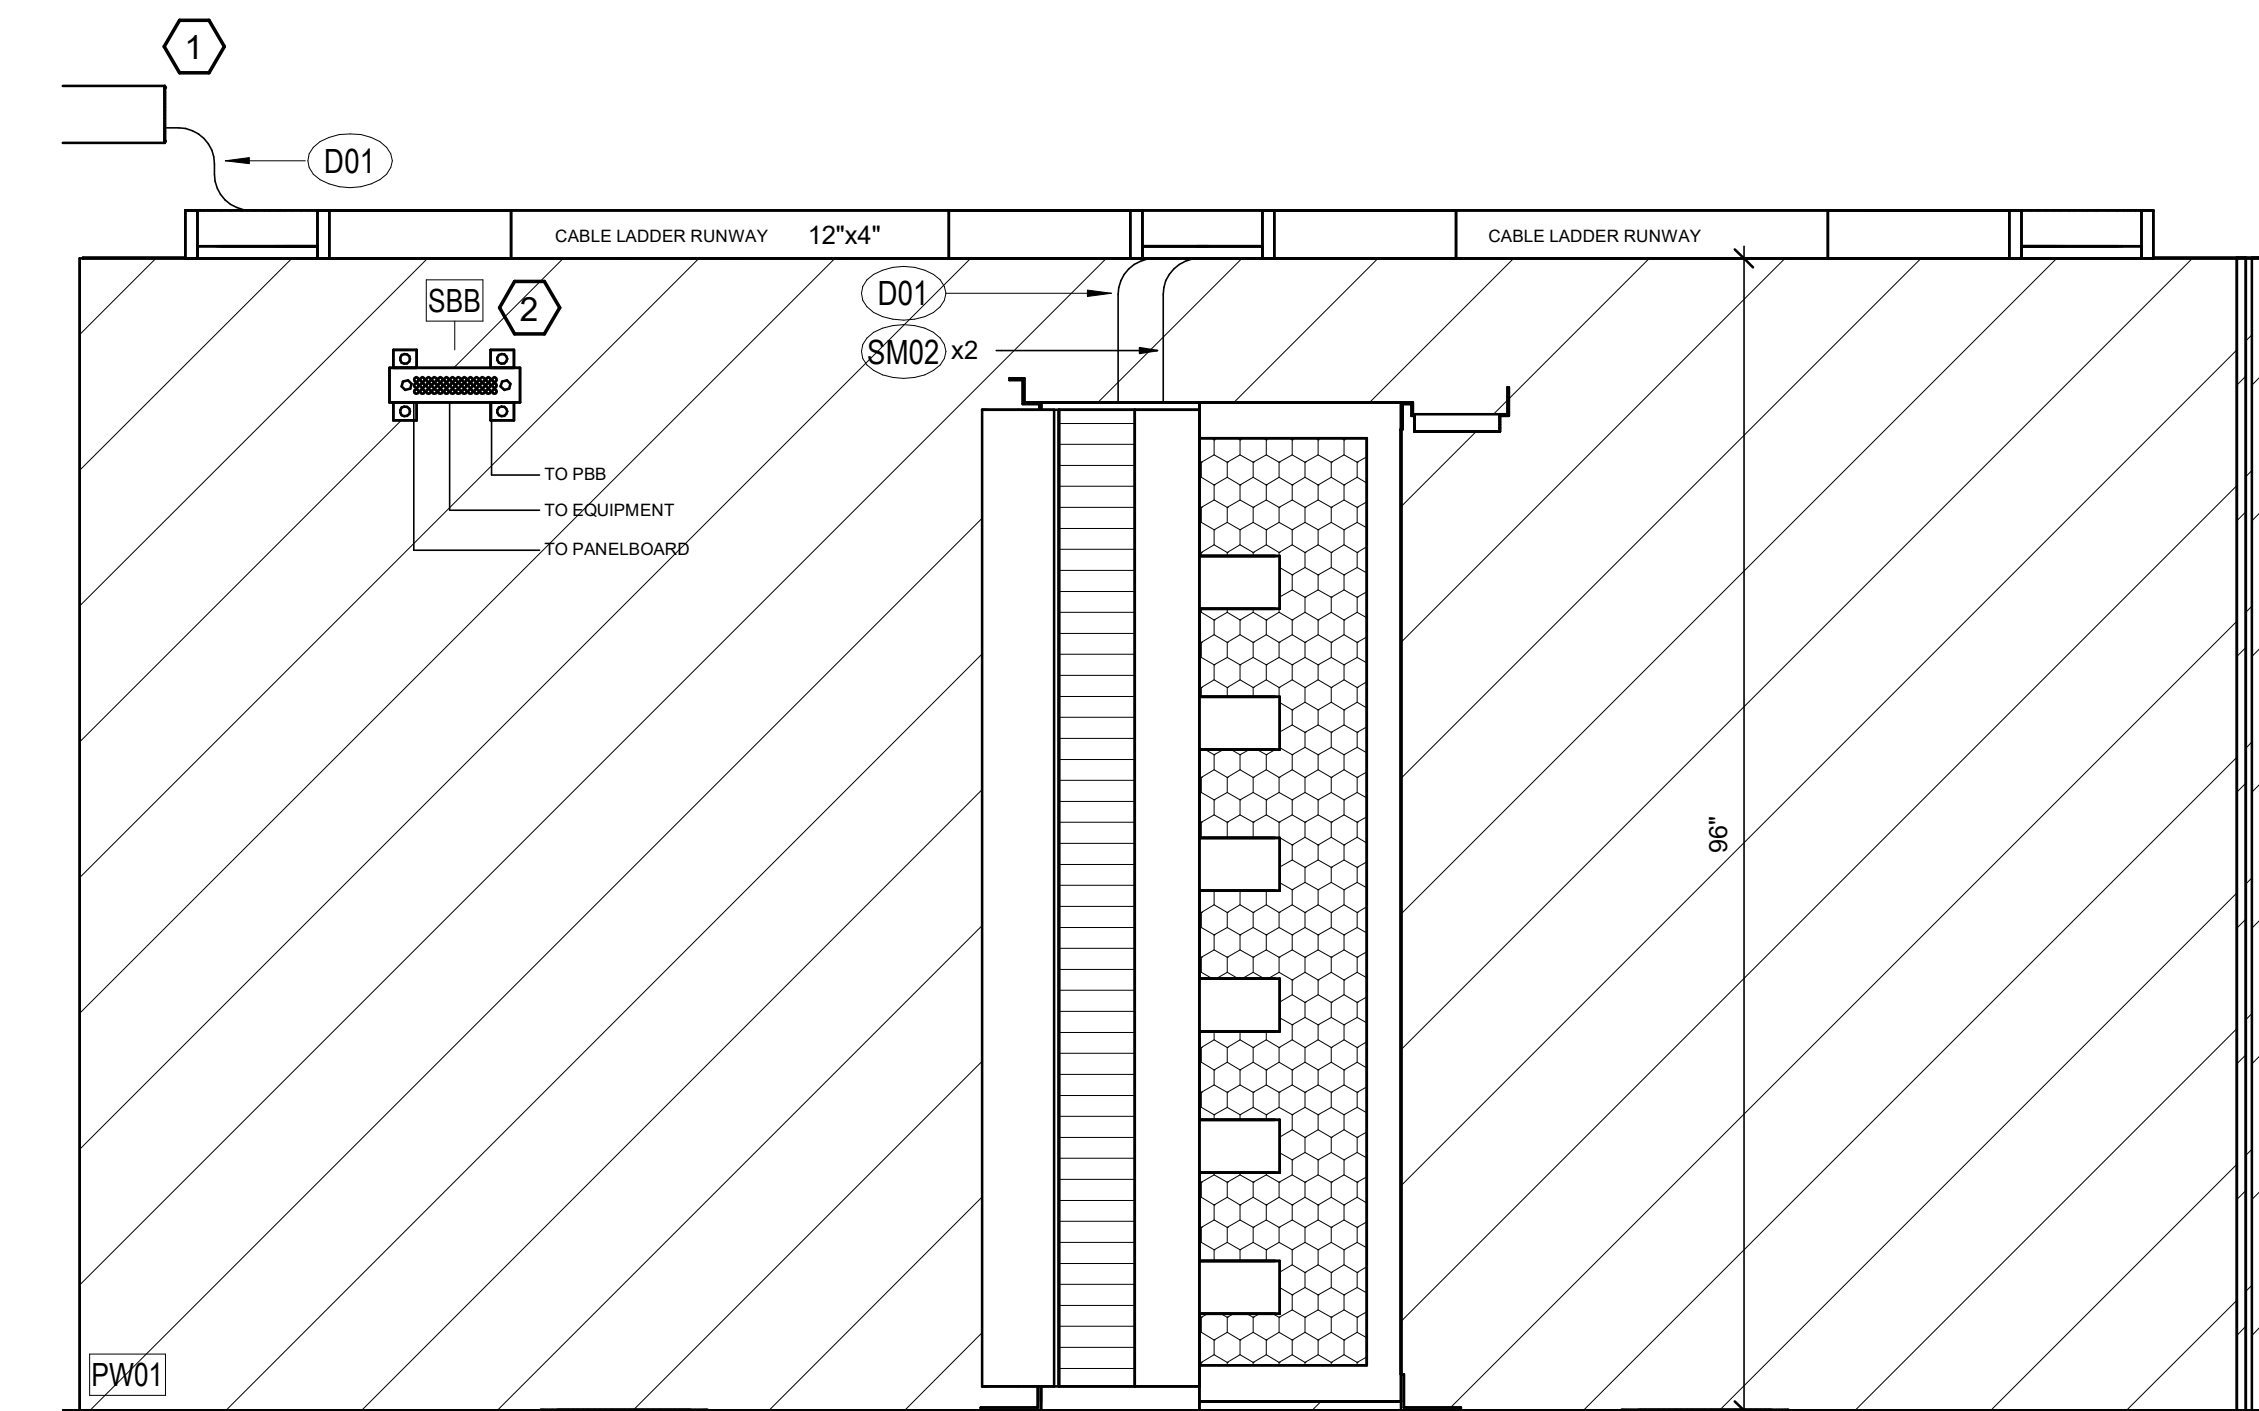 1
D01
CABLE LADDER RUNWAY 12"x4"
CABLE LADDER RUNWAY
SBB
2
D01
SM02 x2
TO PBB
TO EQUIPMENT
TO PANELBOARD
96"
PW01